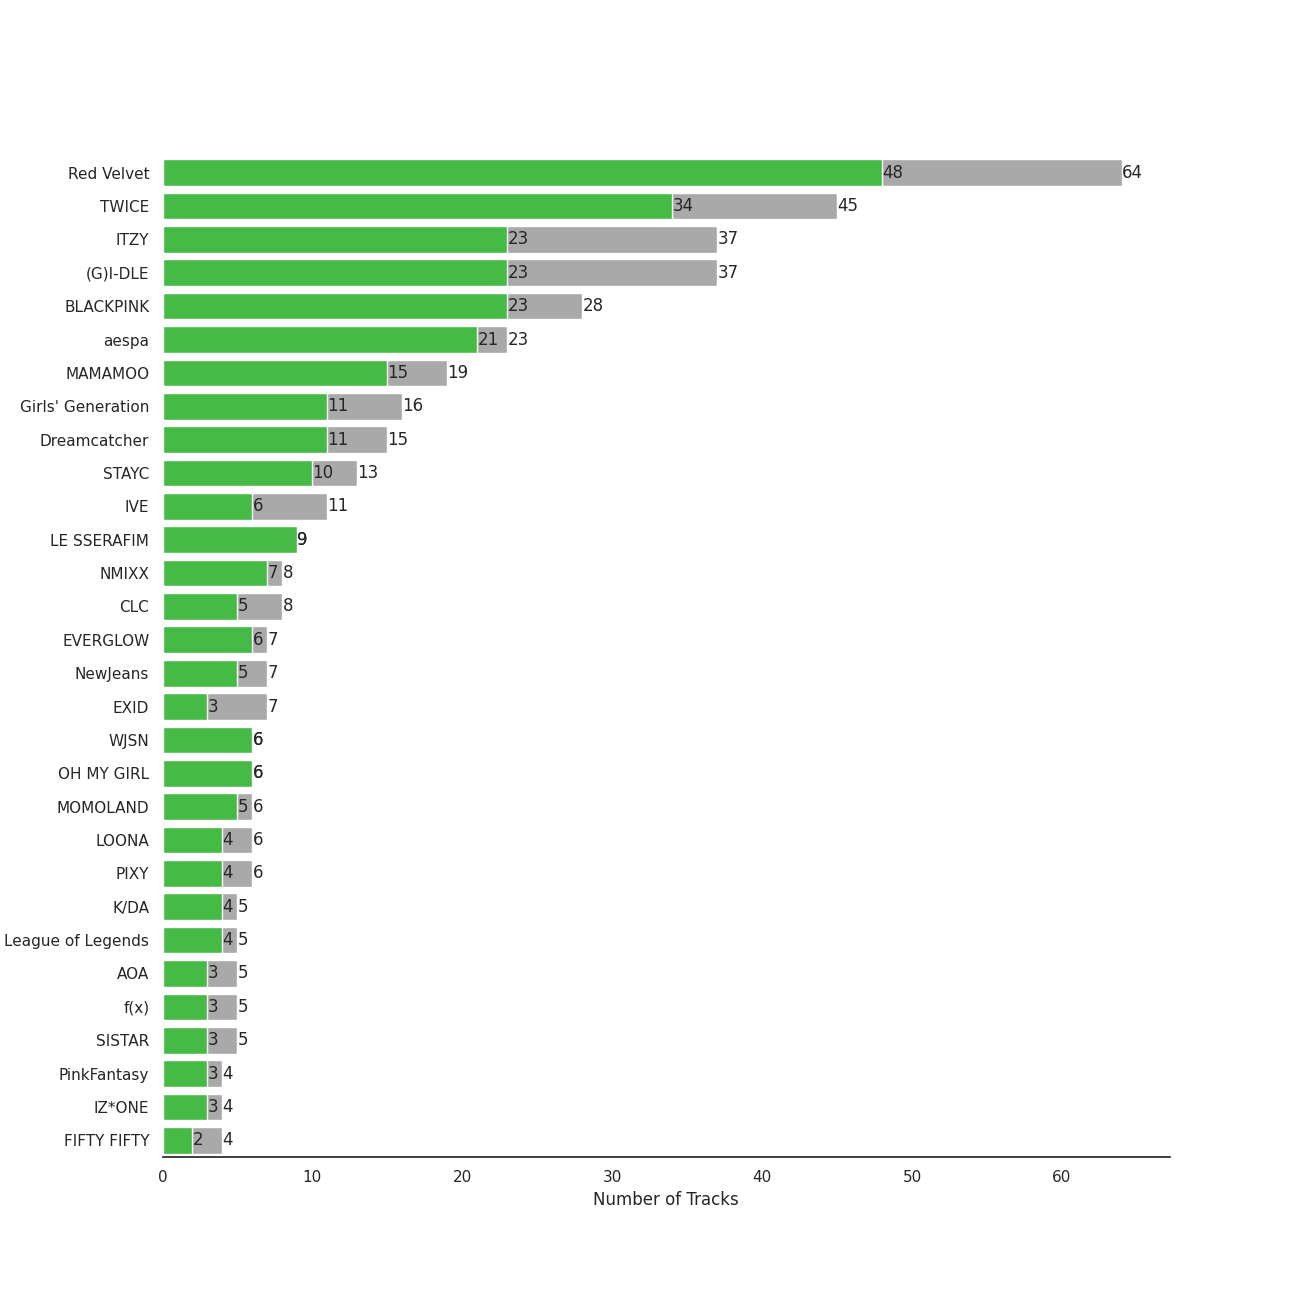 Red Velvet 48 64
TWICE 34 45
ITZY 23 37
(G)I-DLE 23 37
BLACKPINK 23 28
aespa 21 23
MAMAMOO 15 19
Girls' Generation 11 16
Dreamcatcher 11 15
STAYC 10 13
IVE 6 11
LE SSERAFIM 9
NMIXX 7 8
CLC 5 8
EVERGLOW 6 7
NewJeans 5 7
EXID 3 7
WJSN 6
OH MY GIRL 6
MOMOLAND 5 6
LOONA 4 6
PIXY 4 6
K/DA 4 5
League of Legends 4 5
AOA 3 5
f(x) 3 5
SISTAR 3 5
PinkFantasy 3 4
IZ*ONE 3 4
FIFTY FIFTY 2 4
0 10 20 30 40 50 60
Number of Tracks